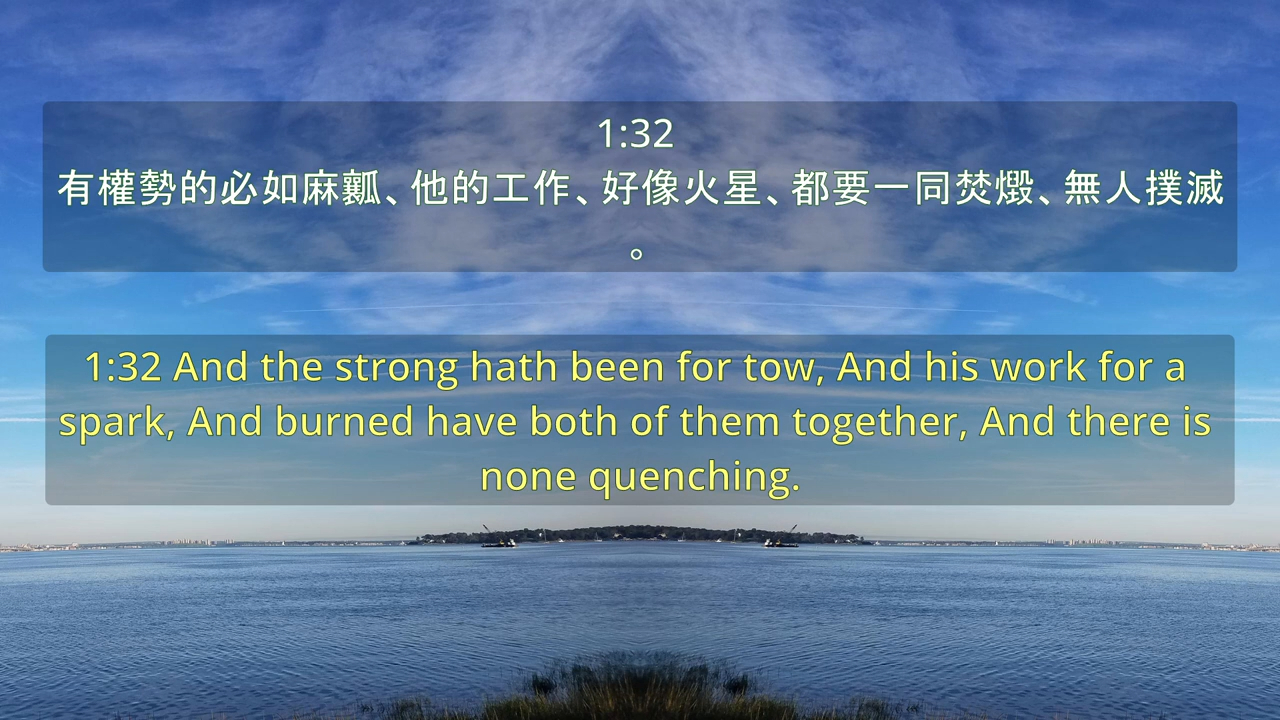 1:32
有權勢的必如麻瓤、他的工作、好像火星、都要一同焚燬、無人撲滅
。
1:32 And the strong hath been for tow, And his work for a
spark, And burned have both of them together, And there is
none quenching.